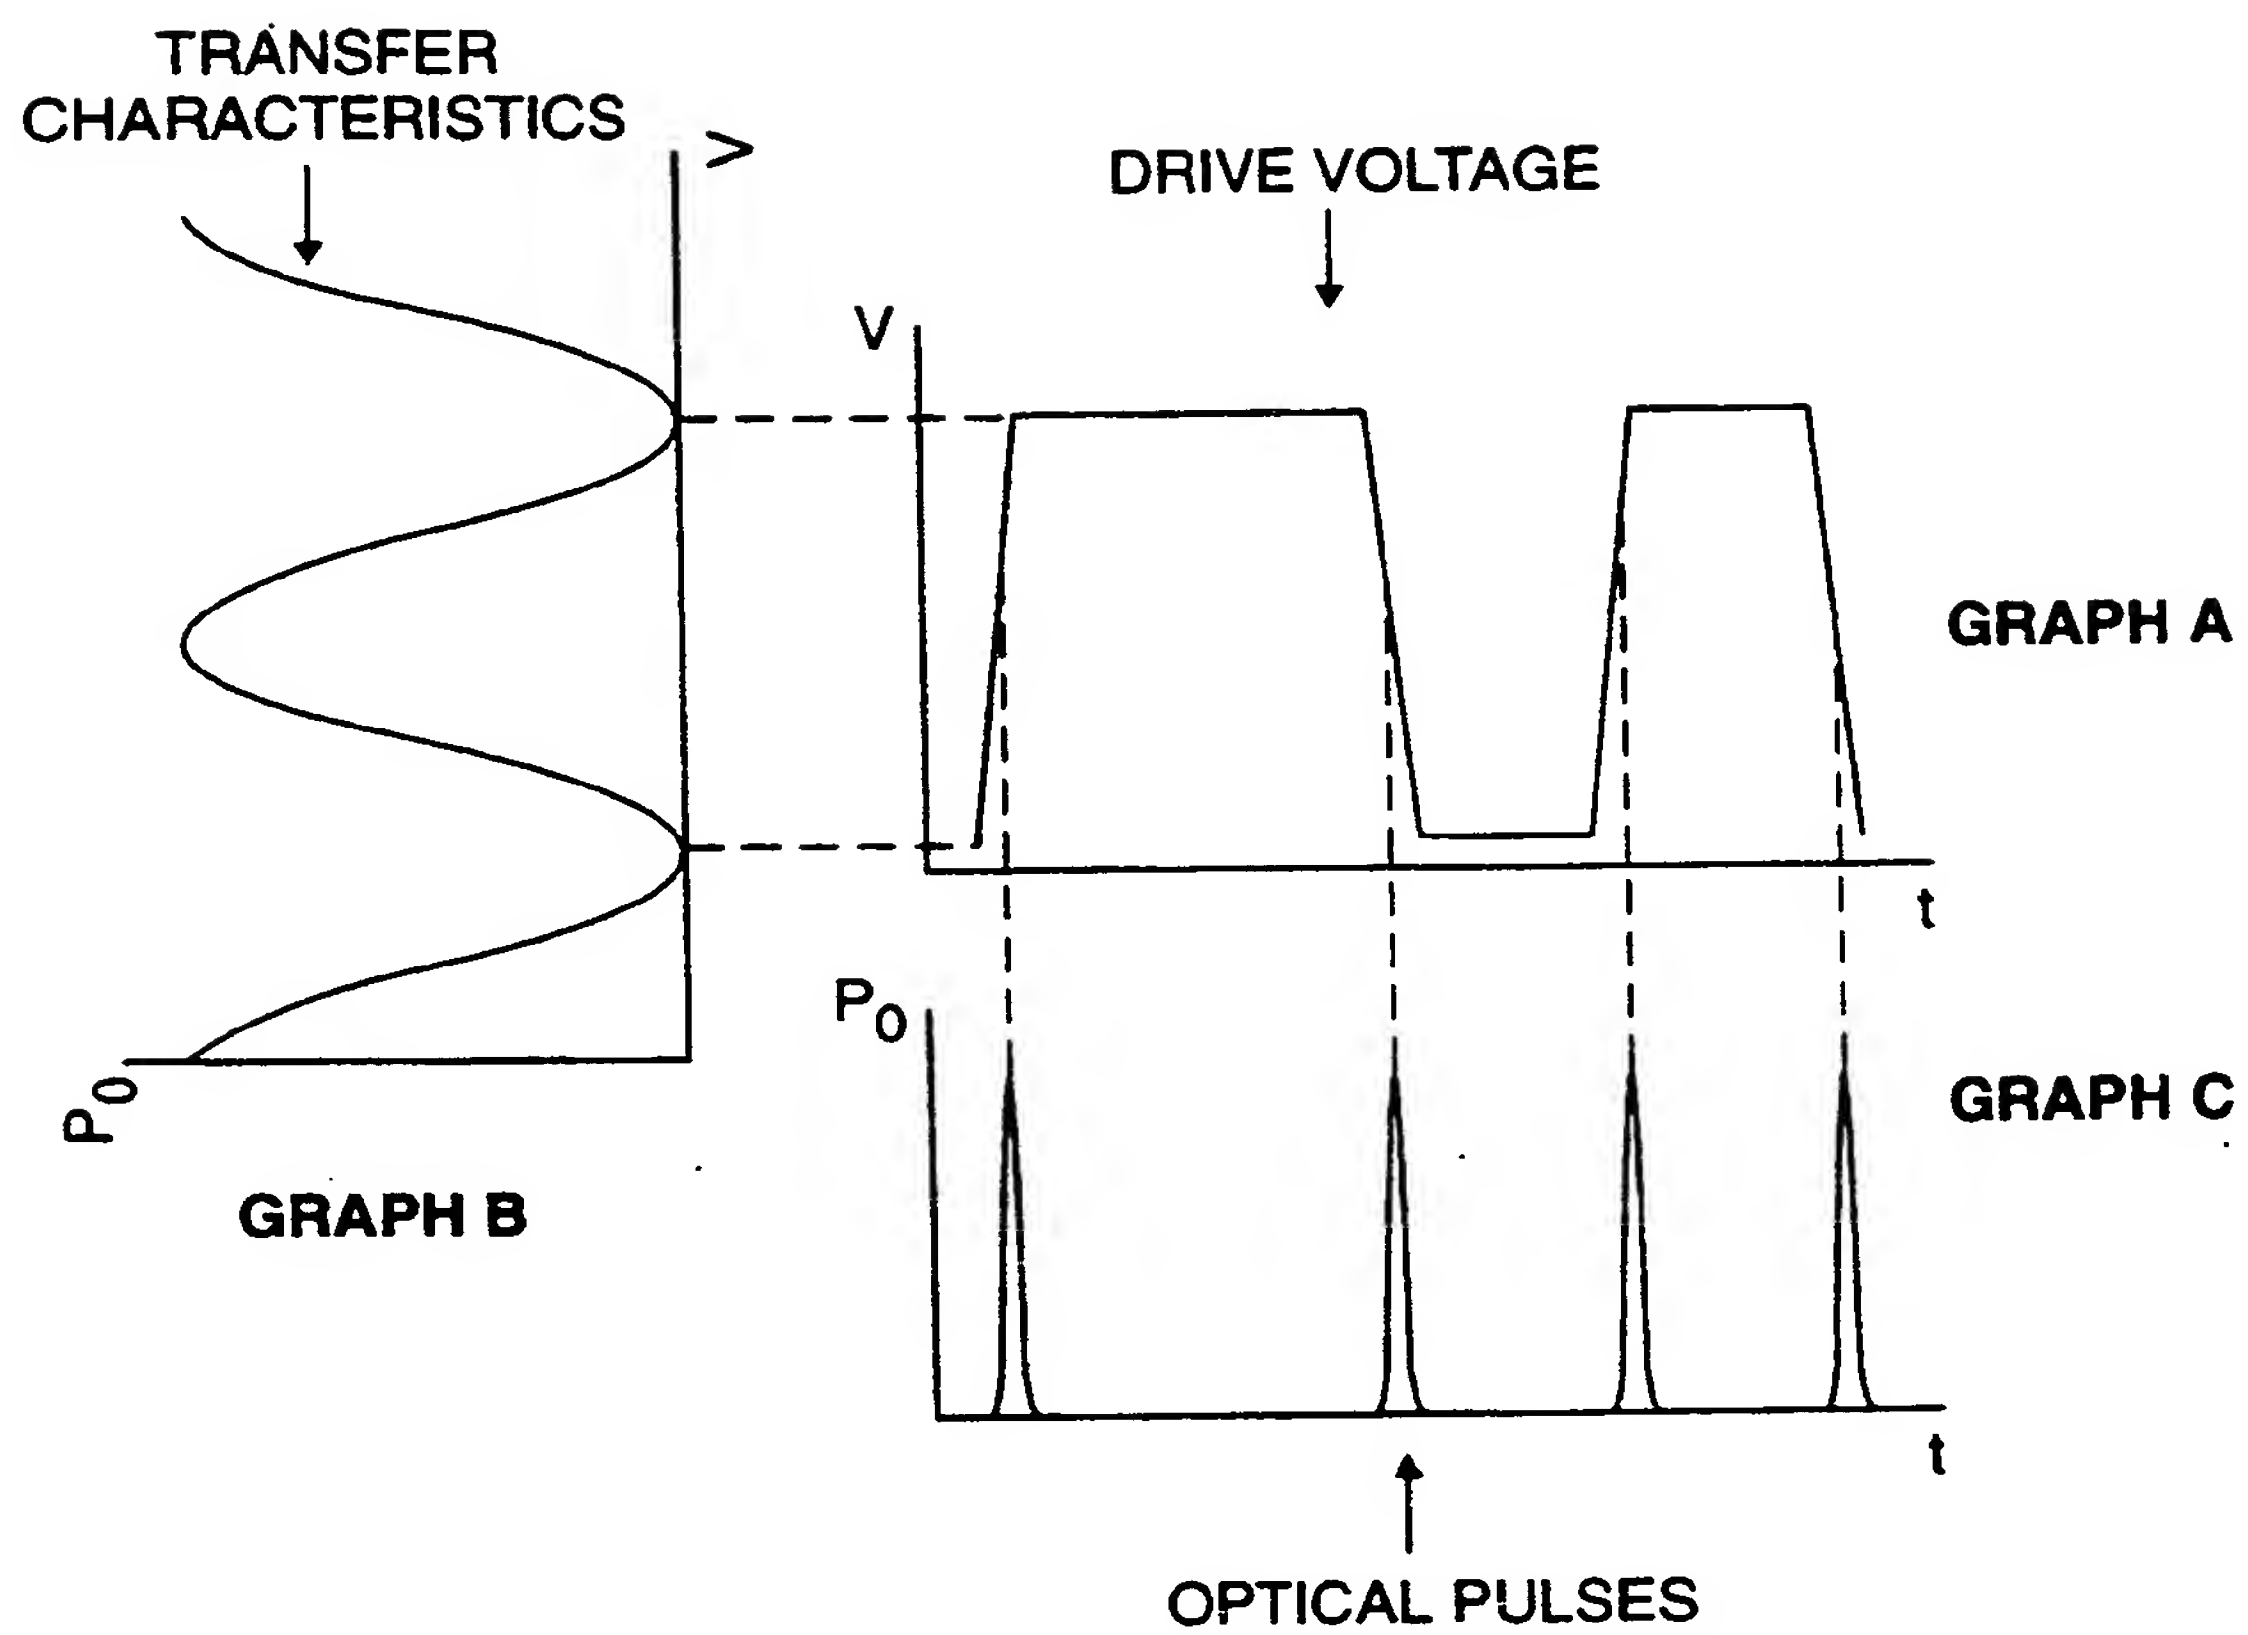 TRANSFER
CHARACTERISTICS
V
DRIVE VOLTAGE
V
GRAPH A
t
P0
GRAPH C
P0
GRAPH B
t
OPTICAL PULSES